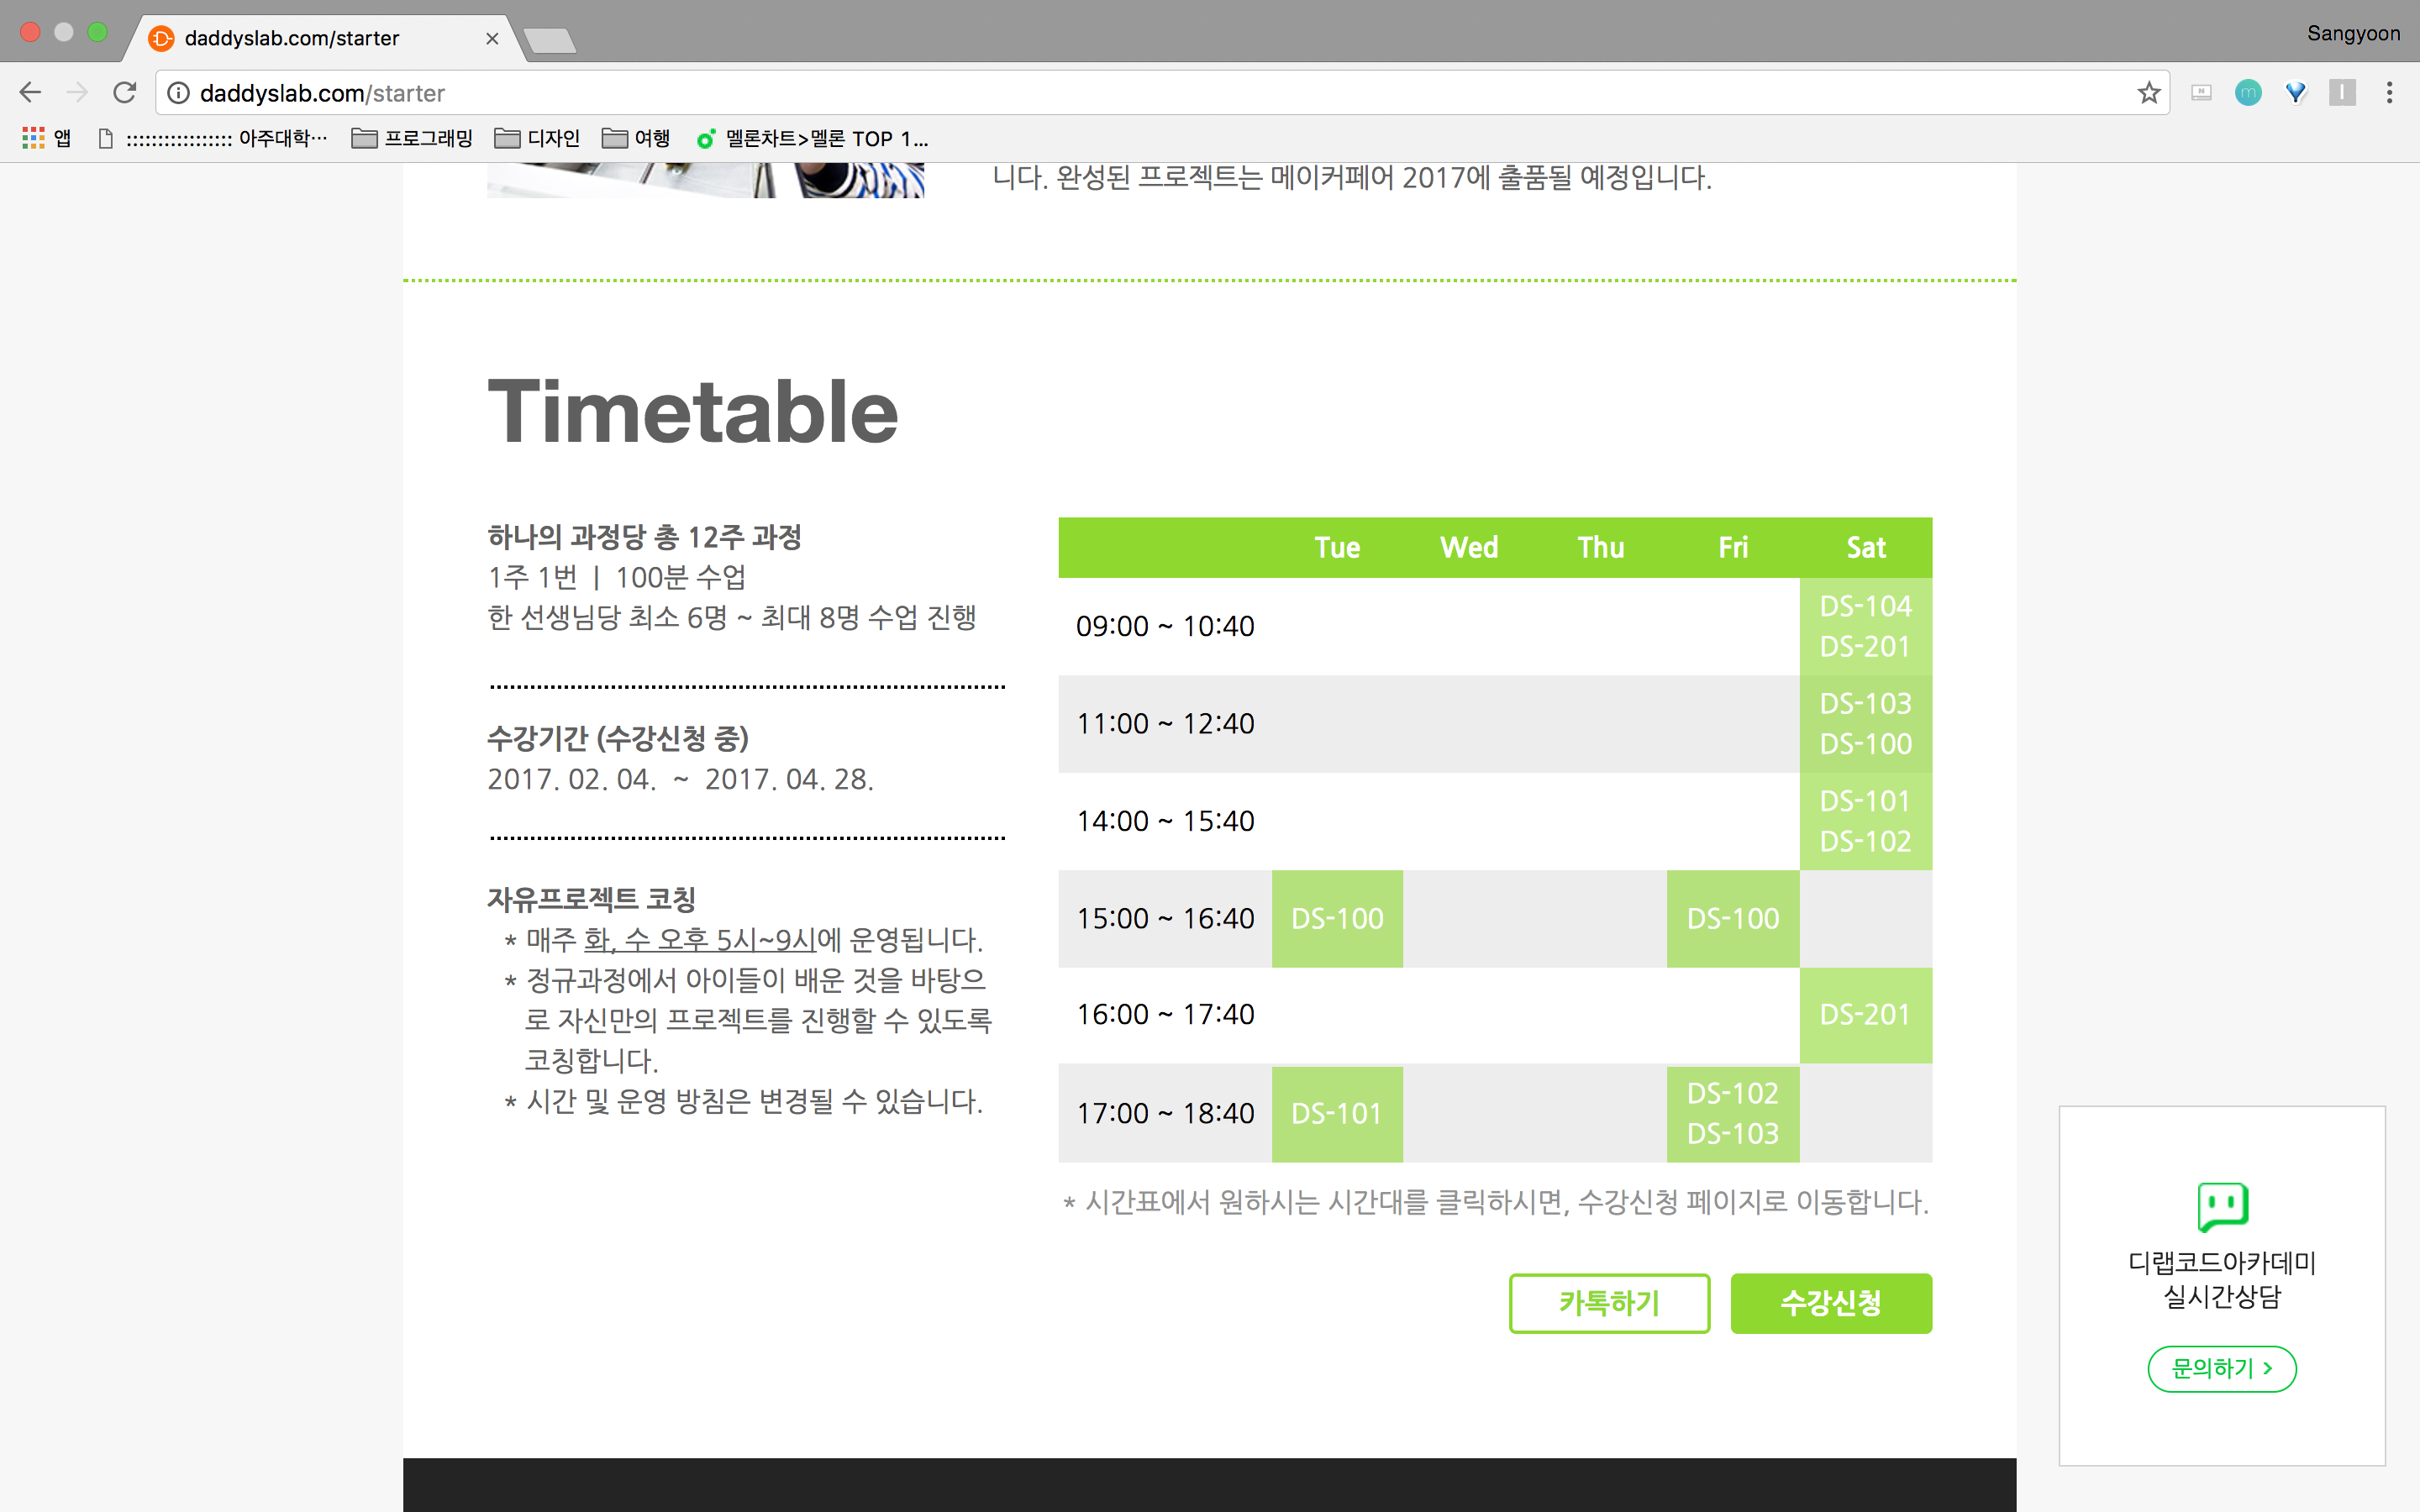 daddyslab.com/starter
Sangyoon
daddyslab.com/starter
앱
:::::::::::::::::: 아주대학…
프로그래밍
디자인
여행
멜론차트>멜론 TOP 1…
니다. 완성된 프로젝트는 메이커페어 2017에 출품될 예정입니다.
Timetable
하나의 과정당 총 12주 과정
1주 1번 | 100분 수업
한 선생님당 최소 6명 ~ 최대 8명 수업 진행
수강기간 (수강신청 중)
2017. 02. 04. ~ 2017. 04. 28.
자유프로젝트 코칭
* 매주 화, 수 오후 5시~9시에 운영됩니다.
* 정규과정에서 아이들이 배운 것을 바탕으
로 자신만의 프로젝트를 진행할 수 있도록
코칭합니다.
* 시간 및 운영 방침은 변경될 수 있습니다.
Tue Wed Thu Fri Sat
09:00 ~ 10:40 DS-104
DS-201
11:00 ~ 12:40 DS-103
DS-100
14:00 ~ 15:40 DS-101
DS-102
15:00 ~ 16:40 DS-100 DS-100
16:00 ~ 17:40 DS-201
17:00 ~ 18:40 DS-101 DS-102
DS-103
* 시간표에서 원하시는 시간대를 클릭하시면, 수강신청 페이지로 이동합니다.
카톡하기
수강신청
디랩코드아카데미
실시간상담
문의하기 >